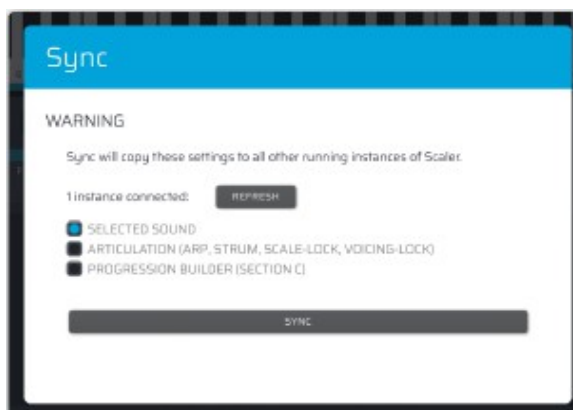 Sync
WARNING
Sync will copy these settings to all other running instances of Scaler.
1 instance connected: REFRESH
SELECTED SOUND
ARTICULATION (ARP, STRUM, SCALE-LOCK, VOICING-LOCK)
PROGRESSION BUILDER (SECTION C)
SYNC